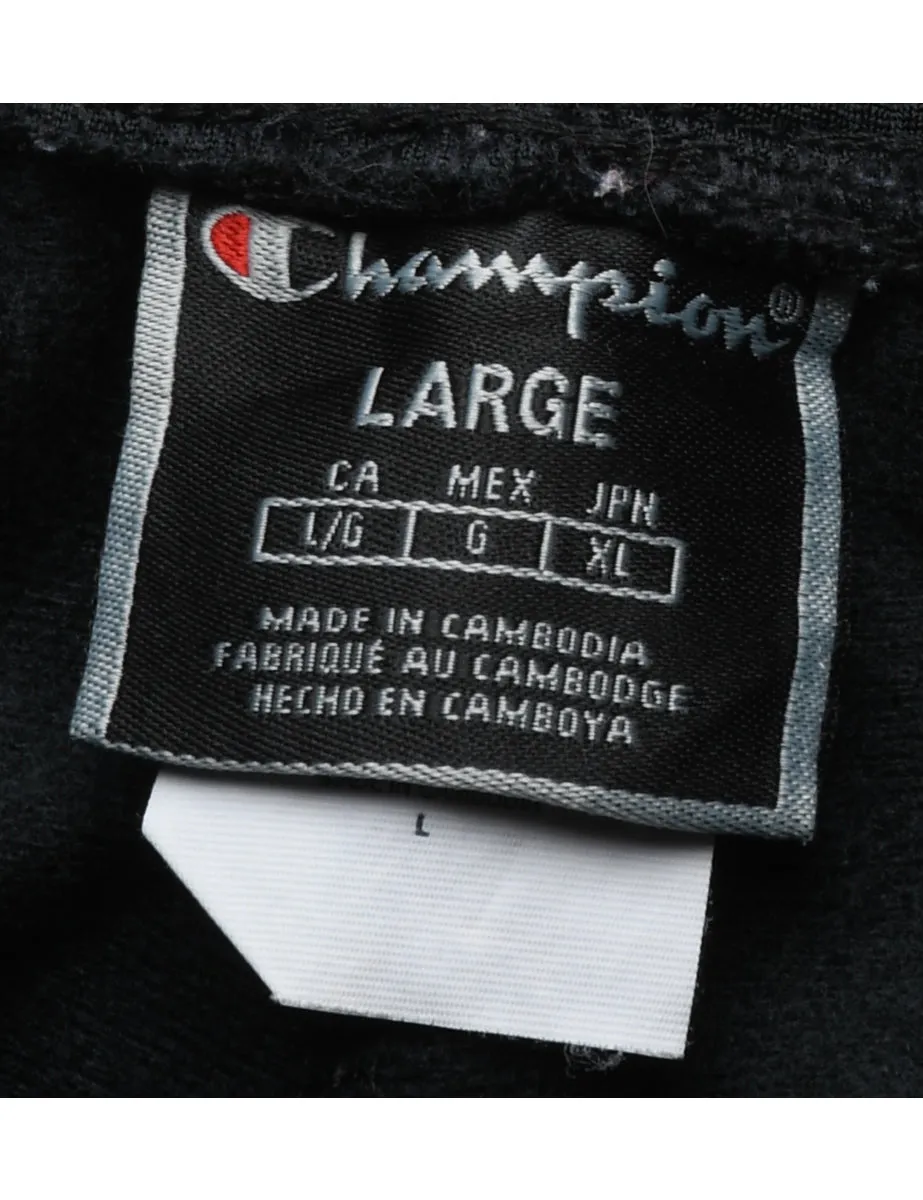 Champion®
LARGE
CA MEX JPN
L/G G XL
MADE IN CAMBODIA
FABRIQUÉ AU CAMBODGE
HECHO EN CAMBOYA
L